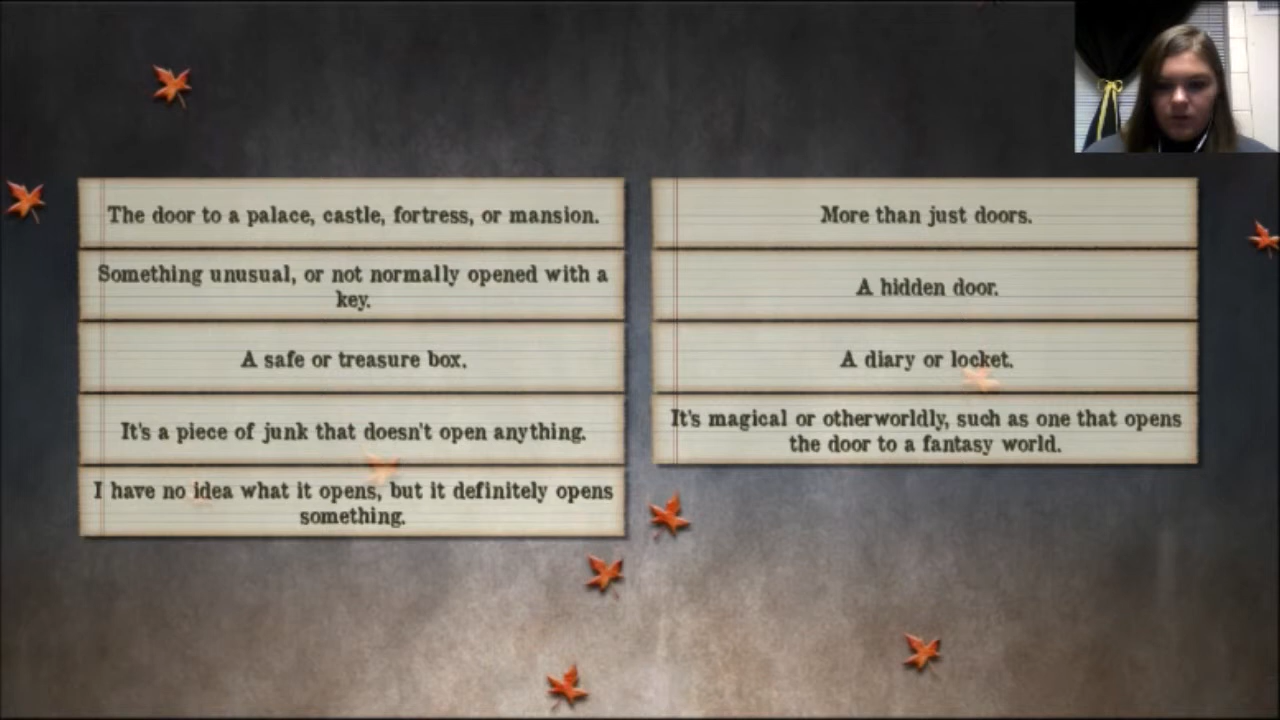 The door to a palace, castle, fortress, or mansion.
Something unusual, or not normally opened with a
key.
A safe or treasure box.
It's a piece of junk that doesn't open anything.
I have no idea what it opens, but it definitely opens
something.
More than just doors.
A hidden door.
A diary or locket.
It's magical or otherworldly, such as one that opens
the door to a fantasy world.